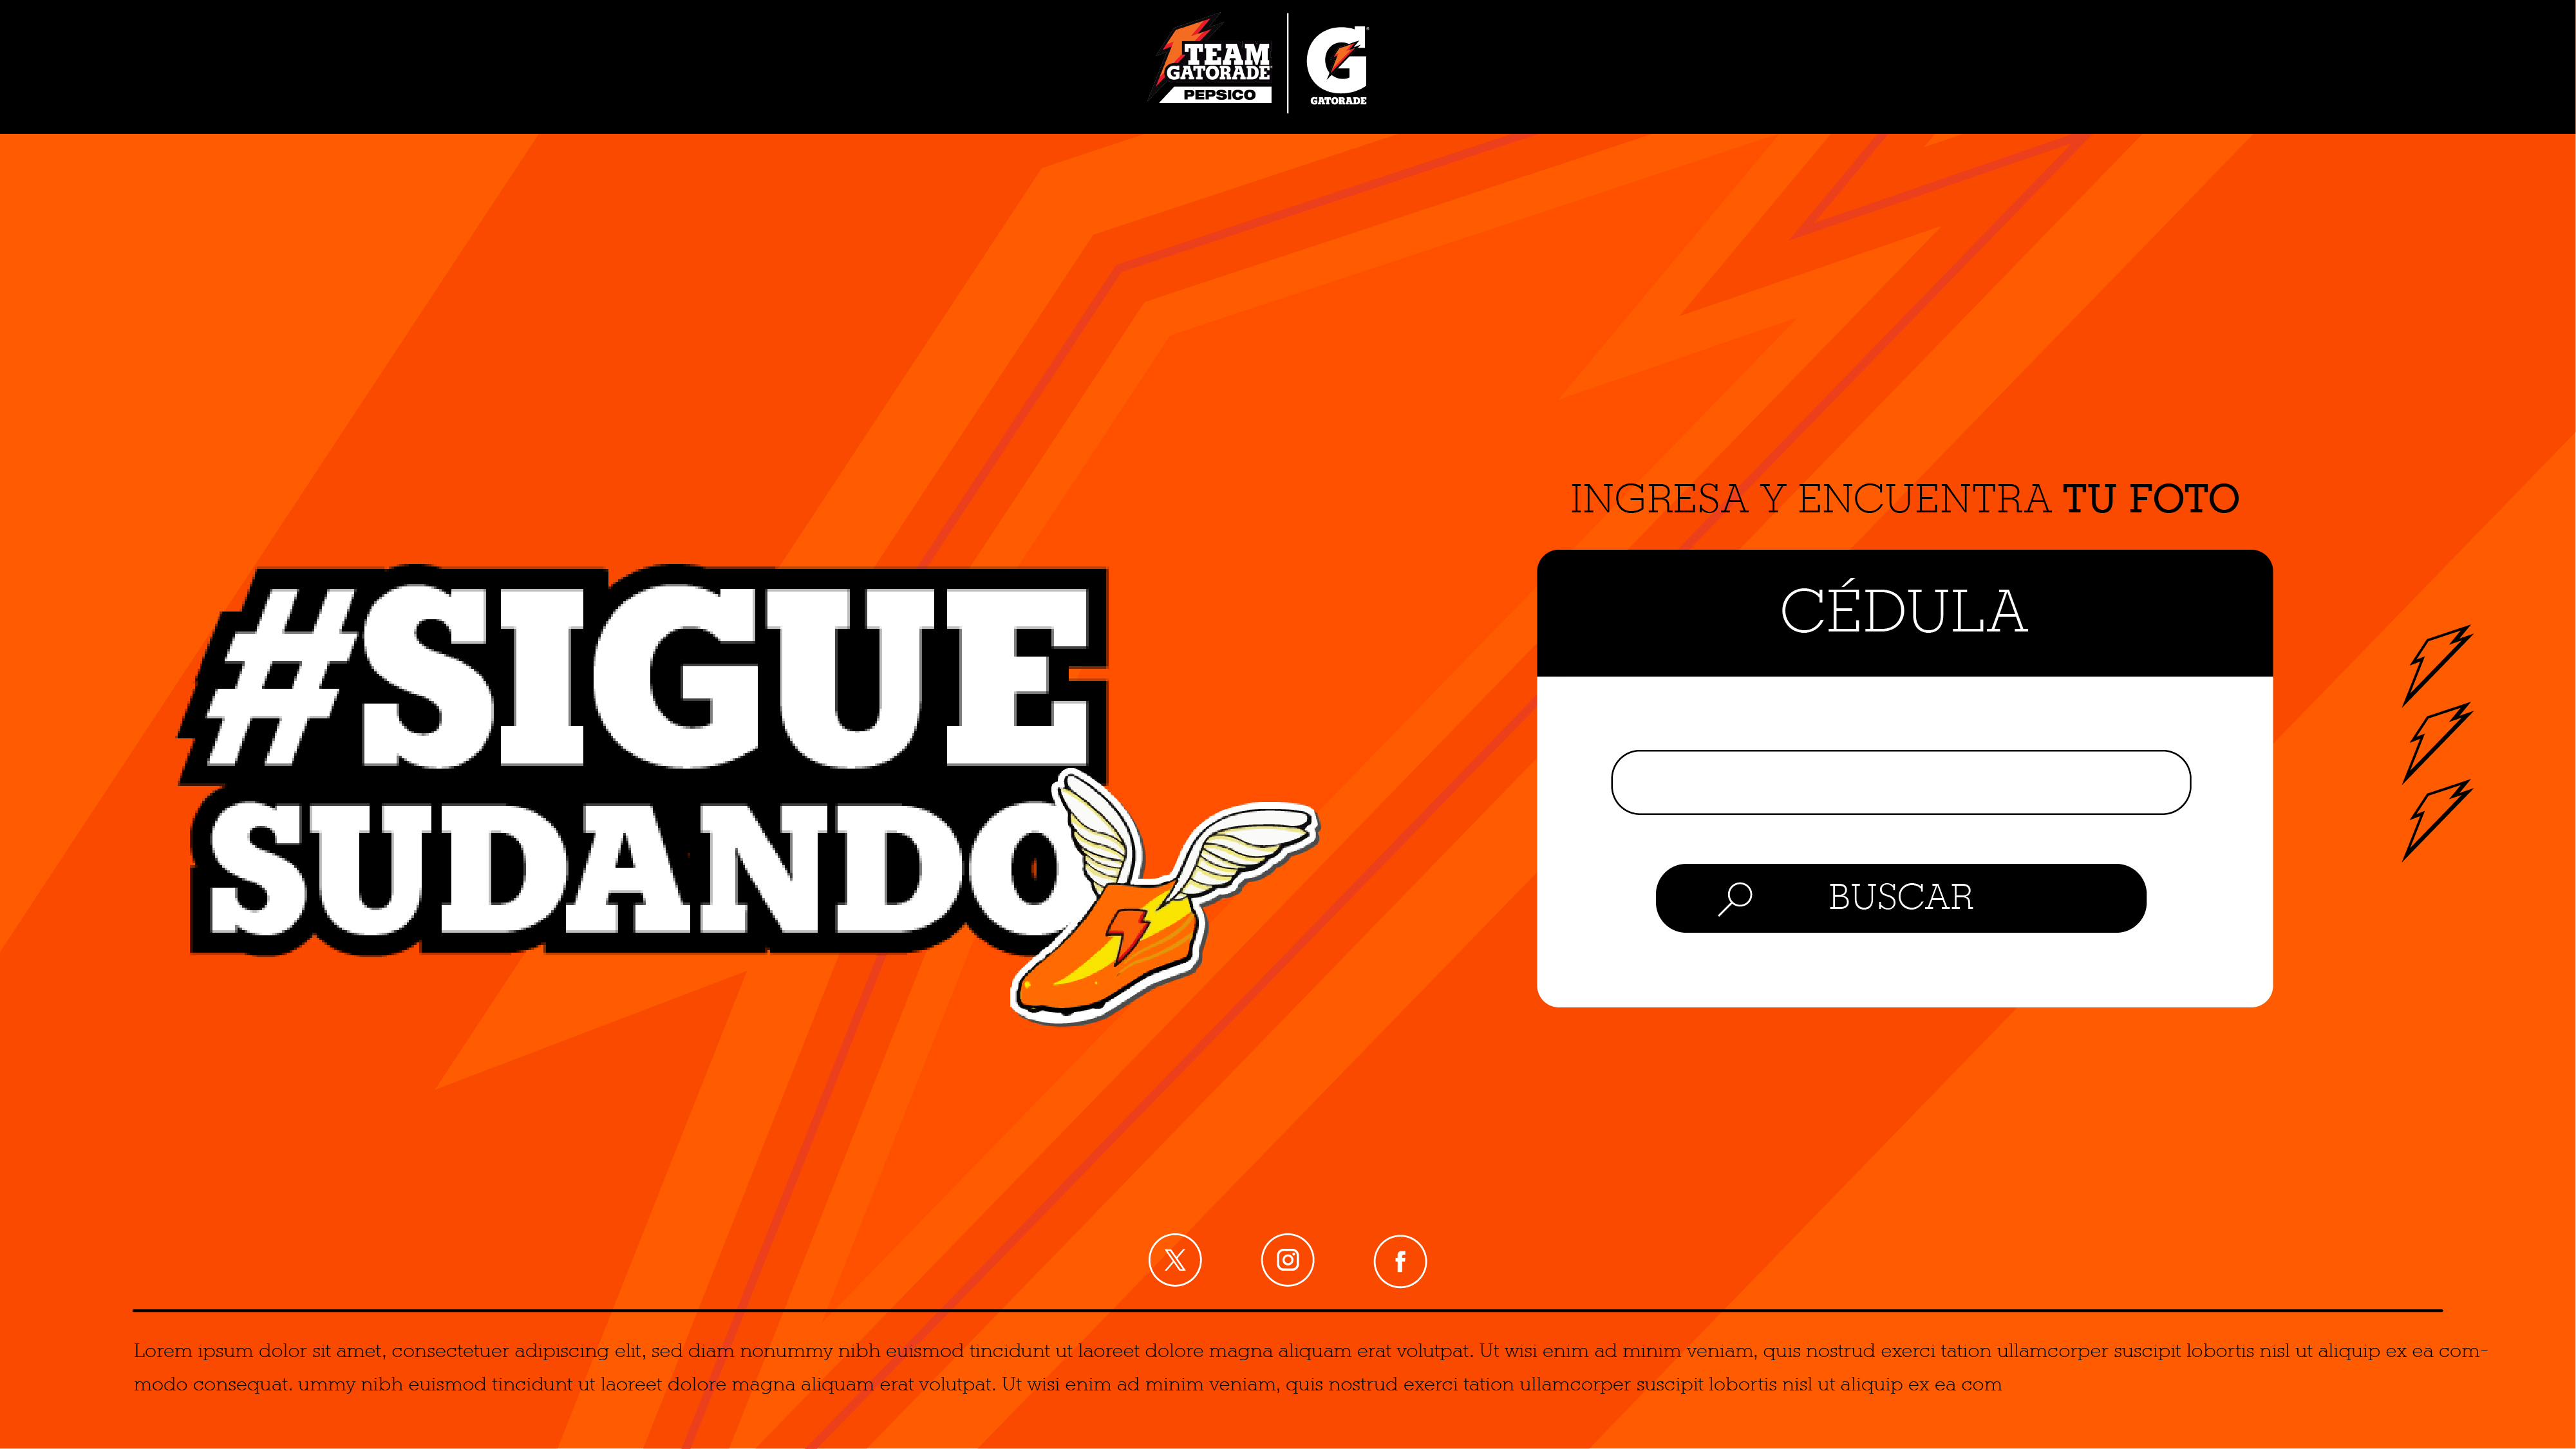 TEAM
GATORADE
PEPSICO
G
GATORADE
INGRESA Y ENCUENTRA TU FOTO
CÉDULA
#SIGUE
SUDANDO
BUSCAR
Lorem ipsum dolor sit amet, consectetuer adipiscing elit, sed diam nonummy nibh euismod tincidunt ut laoreet dolore magna aliquam erat volutpat. Ut wisi enim ad minim veniam, quis nostrud exerci tation ullamcorper suscipit lobortis nisl ut aliquip ex ea com-
modo consequat. ummy nibh euismod tincidunt ut laoreet dolore magna aliquam erat volutpat. Ut wisi enim ad minim veniam, quis nostrud exerci tation ullamcorper suscipit lobortis nisl ut aliquip ex ea com